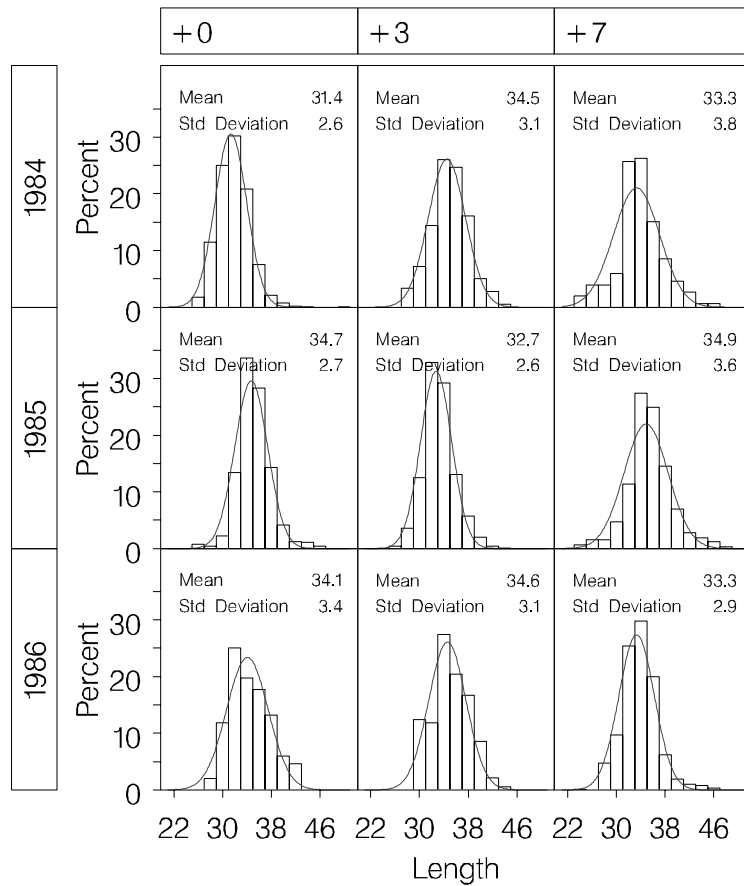 +0 +3 +7
1984
Percent
30
20
10
0
Mean 31.4
Std Deviation 2.6
Mean 34.5
Std Deviation 3.1
Mean 33.3
Std Deviation 3.8
1985
Percent
30
20
10
0
Mean 34.7
Std Deviation 2.7
Mean 32.7
Std Deviation 2.6
Mean 34.9
Std Deviation 3.6
1986
Percent
30
20
10
0
Mean 34.1
Std Deviation 3.4
Mean 34.6
Std Deviation 3.1
Mean 33.3
Std Deviation 2.9
22 30 38 46 22 30 38 46 22 30 38 46
Length